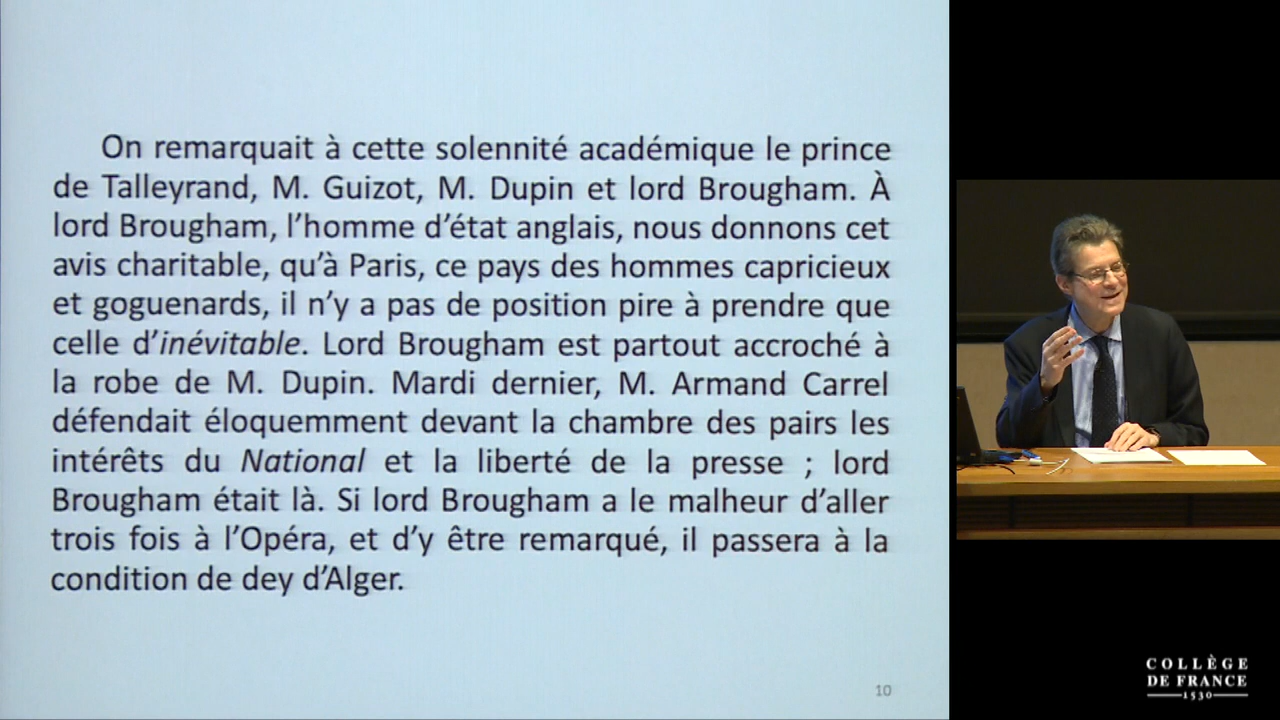 On remarquait à cette solennité académique le prince
de Talleyrand, M. Guizot, M. Dupin et lord Brougham. À
lord Brougham, l’homme d’état anglais, nous donnons cet
avis charitable, qu’à Paris, ce pays des hommes capricieux
et goguenards, il n’y a pas de position pire à prendre que
celle d’inévitable. Lord Brougham est partout accroché à
la robe de M. Dupin. Mardi dernier, M. Armand Carrel
défendait éloquemment devant la chambre des pairs les
intérêts du National et la liberté de la presse ; lord
Brougham était là. Si lord Brougham a le malheur d’aller
trois fois à l’Opéra, et d’y être remarqué, il passera à la
condition de dey d’Alger.
10
COLLÈGE
DE FRANCE
1530